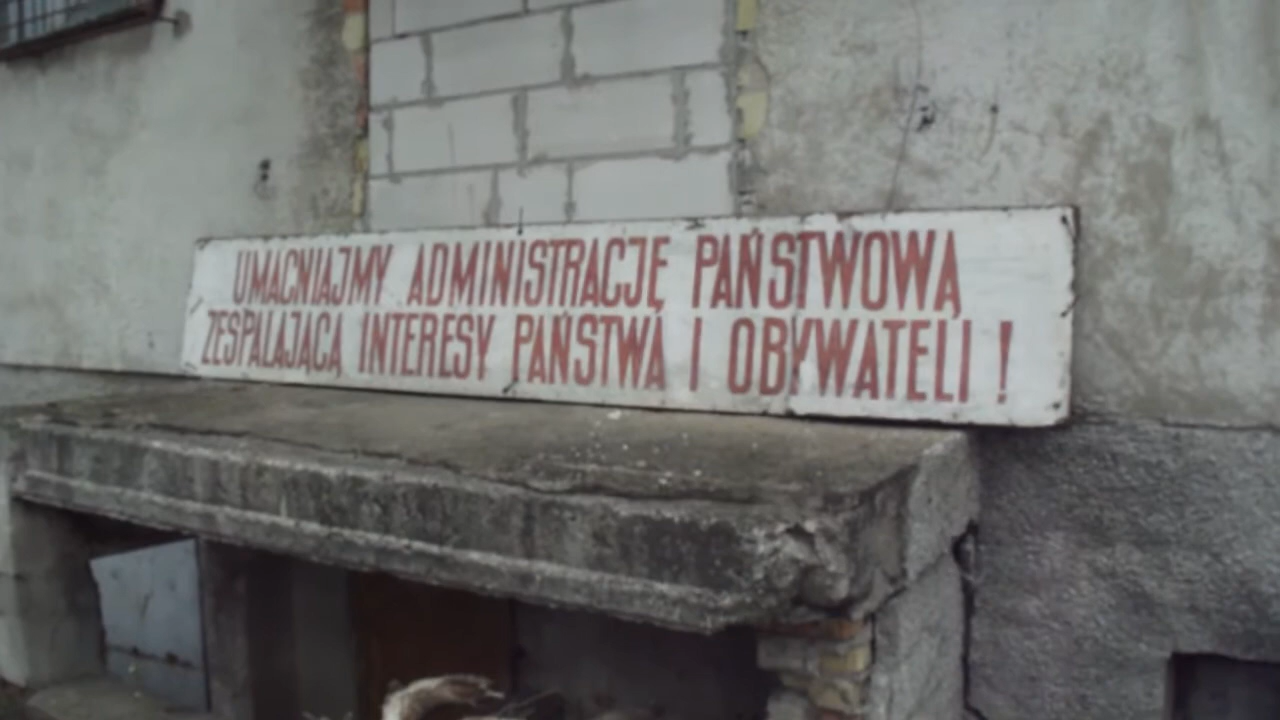 UMACNIAJMY ADMINISTRACJĘ PAŃSTWOWĄ
ZESPALAJĄCĄ INTERESY PAŃSTWA I OBYWATELI !